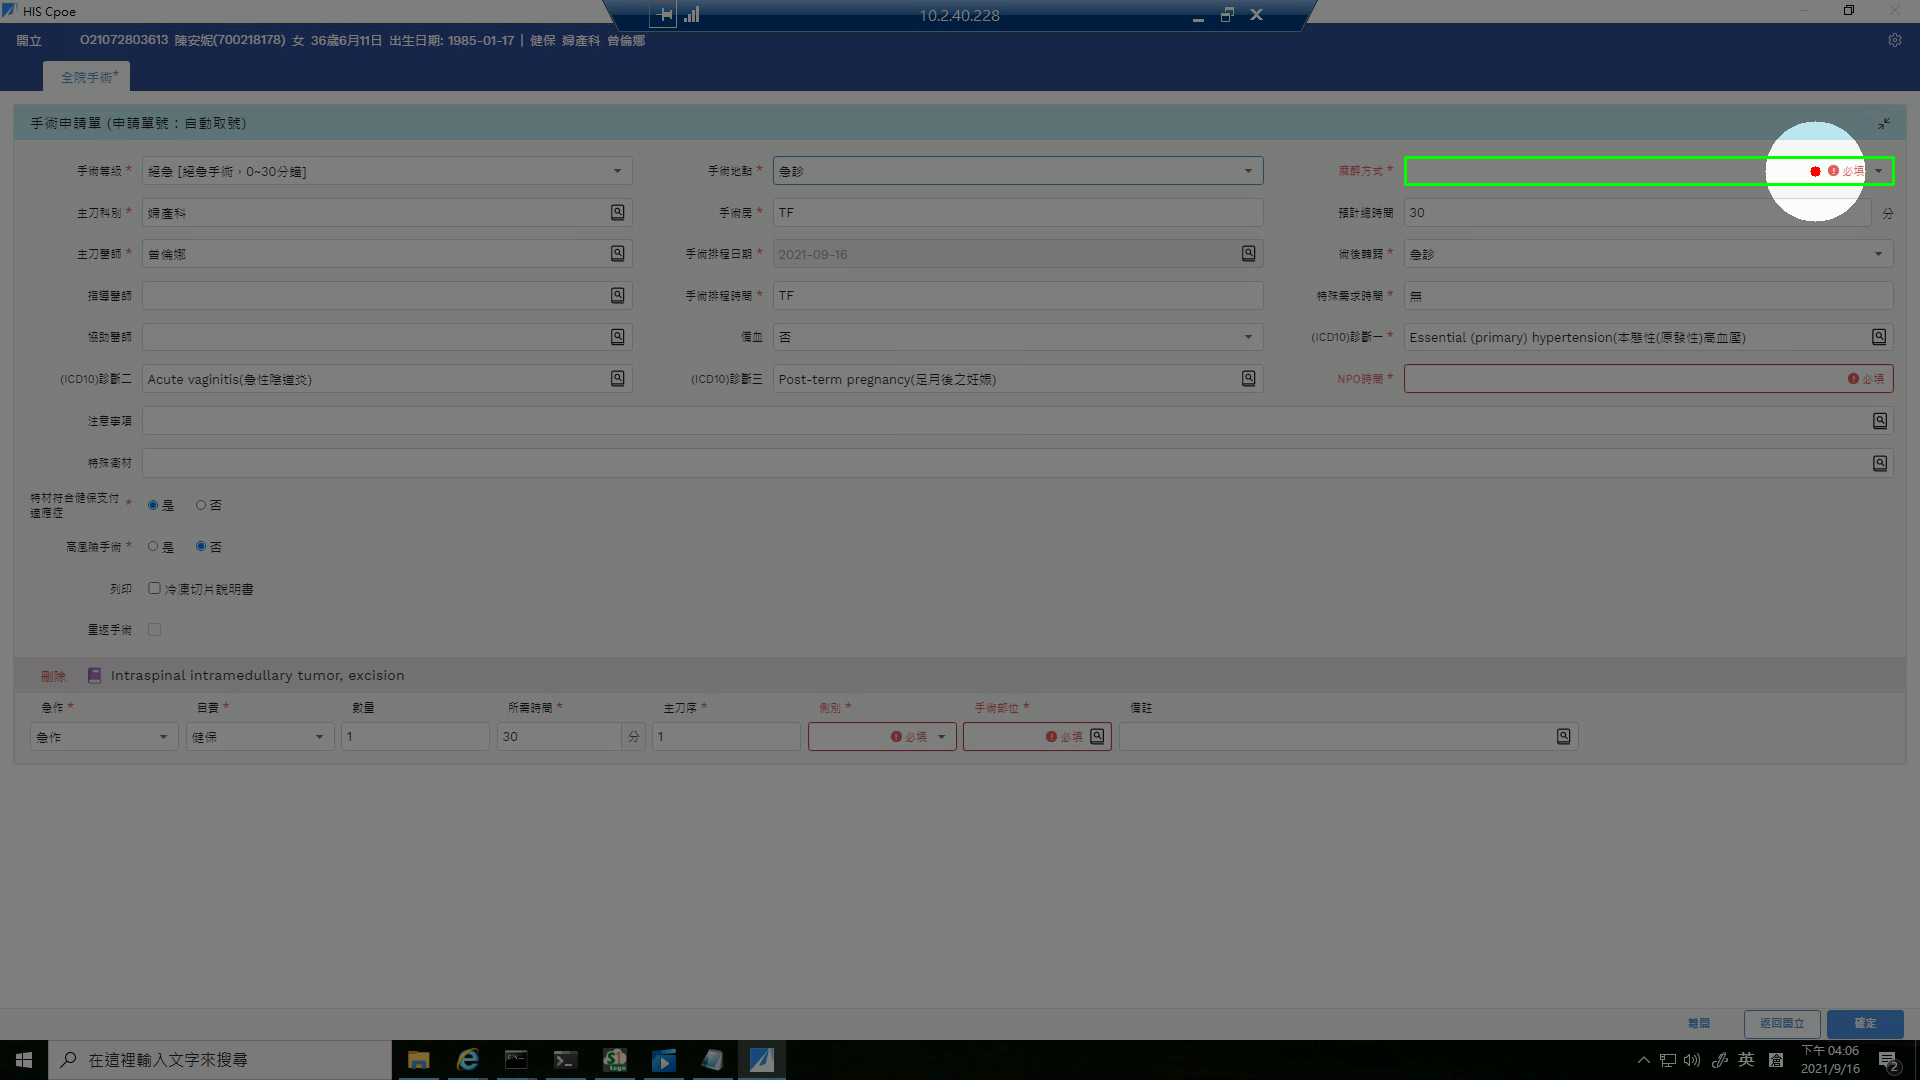 HIS Cpoe
10.2.40.228
開立 O21072803613 陳安妮(700218178) 女 36歲6月11日 出生日期: 1985-01-17 | 健保 婦產科 曾倫娜
全院手術*
手術申請單 (申請單號：自動取號)
手術等級 * 絕急 [絕急手術，0~30分鐘] 手術地點 * 急診 麻醉方式 * 必填
主刀科別 * 婦產科 手術房 * TF 預計總時間 30 分
主刀醫師 * 曾倫娜 手術排程日期 * 2021-09-16 術後轉歸 * 急診
指導醫師 手術排程時間 * TF 特殊需求時間 * 無
協助醫師 備血 否 (ICD10)診斷一 * Essential (primary) hypertension(本態性(原發性)高血壓)
(ICD10)診斷二 Acute vaginitis(急性陰道炎) (ICD10)診斷三 Post-term pregnancy(足月後之妊娠) NPO時間 * 必填
注意事項
特殊衛材
特材符合健保支付
適應症 * 是 否
高風險手術 * 是 否
列印 冷凍切片說明書
重返手術
刪除 Intraspinal intramedullary tumor, excision
急作 * 自費 * 數量 所需時間 * 主刀序 * 側別 * 手術部位 * 備註
急作 健保 1 30 分 1 必填 必填
離開 返回開立 確定
在這裡輸入文字來搜尋
英
下午 04:06
2021/9/16
2